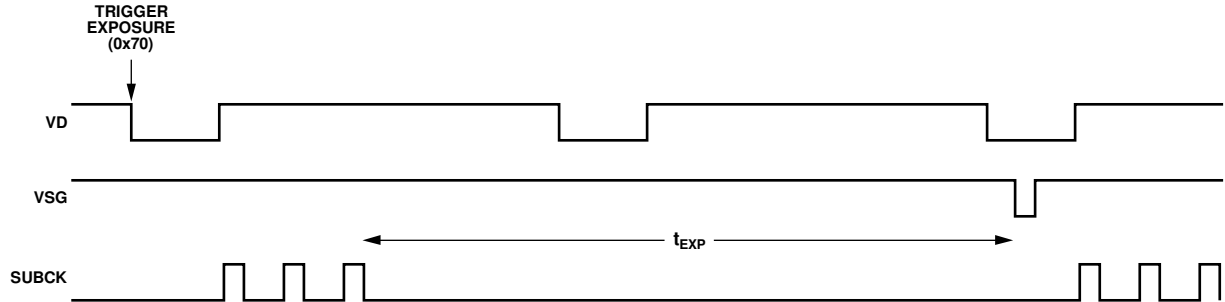 TRIGGER
EXPOSURE
(0x70)
VD
VSG
tEXP
SUBCK